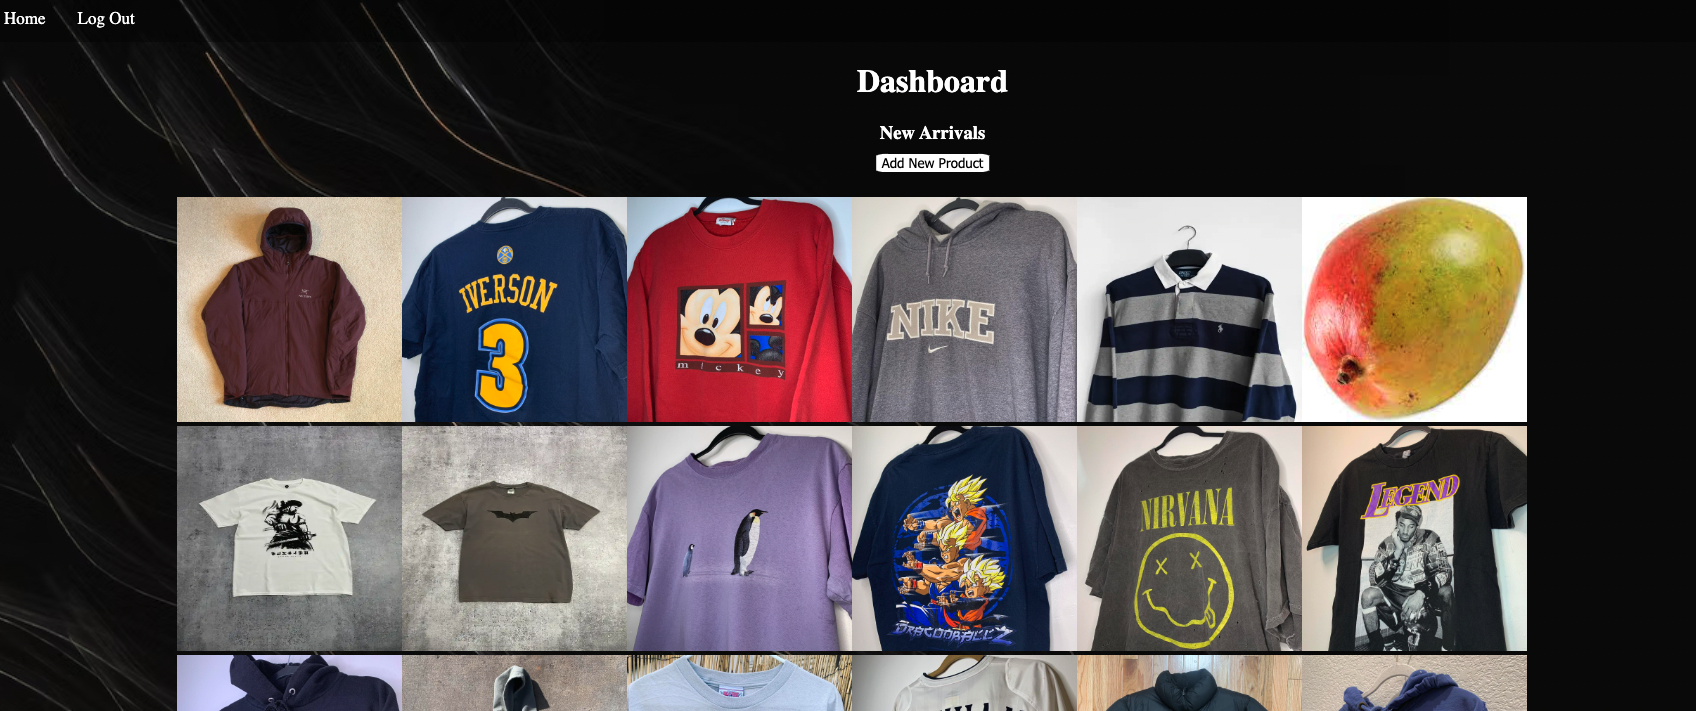 Home
Log Out
Dashboard
New Arrivals
Add New Product
IVERSON
3
mickey
NIKE
NIRVANA
LEGEND
DRAGONBALL Z